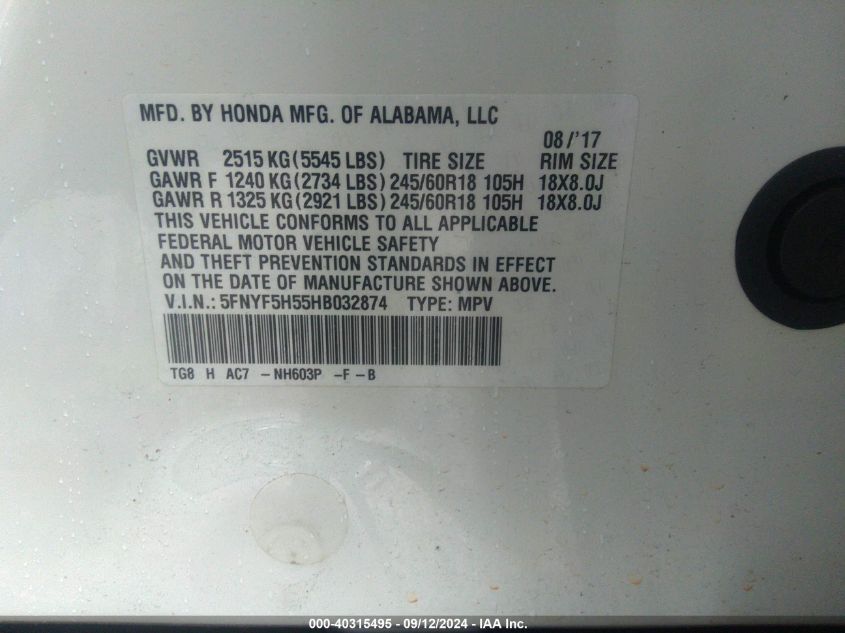 MFD. BY HONDA MFG. OF ALABAMA, LLC
08/'17
GVWR 2515 KG (5545 LBS) TIRE SIZE RIM SIZE
GAWR F 1240 KG (2734 LBS) 245/60R18 105H 18X8.0J
GAWR R 1325 KG (2921 LBS) 245/60R18 105H 18X8.0J
THIS VEHICLE CONFORMS TO ALL APPLICABLE
FEDERAL MOTOR VEHICLE SAFETY
AND THEFT PREVENTION STANDARDS IN EFFECT
ON THE DATE OF MANUFACTURE SHOWN ABOVE.
V.I.N.: 5FNYF5H55HB032874 TYPE: MPV
TG8 H AC7 -NH603P -F-B
000-40315495 - 09/12/2024 - IAA Inc.